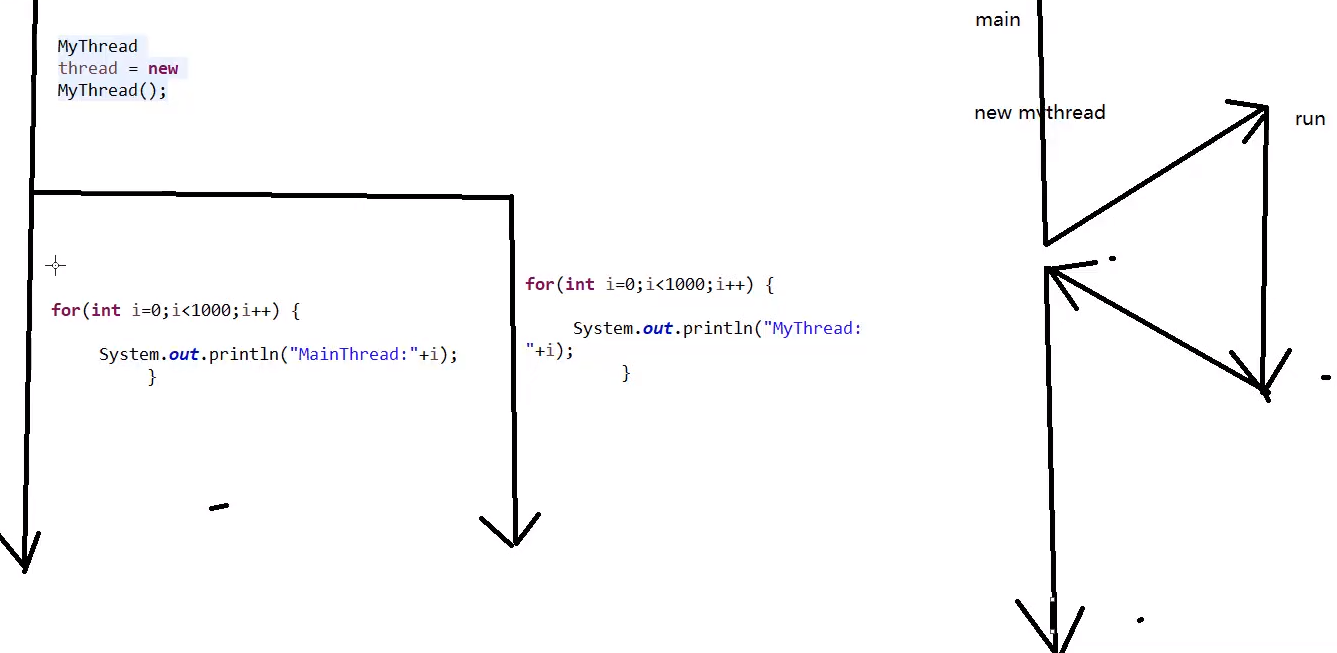 MyThread
thread = new
MyThread();
for(int i=0;i<1000;i++) {
System.out.println("MainThread:"+i);
}
for(int i=0;i<1000;i++) {
System.out.println("MyThread:
"+i);
}
main
new mythread
run